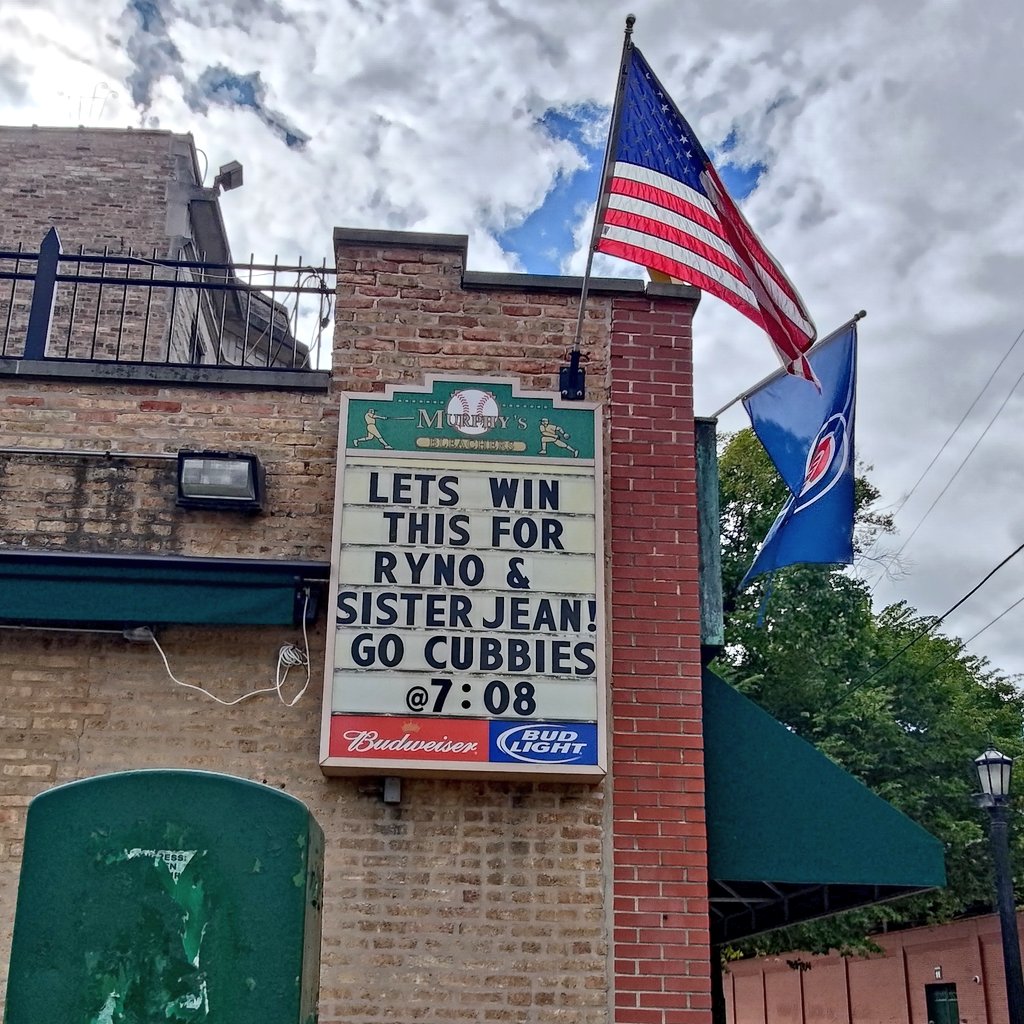 MURPHY'S
BLEACHERS
LETS WIN
THIS FOR
RYNO &
SISTER JEAN!
GO CUBBIES
@7:08
Budweiser
BUD
LIGHT